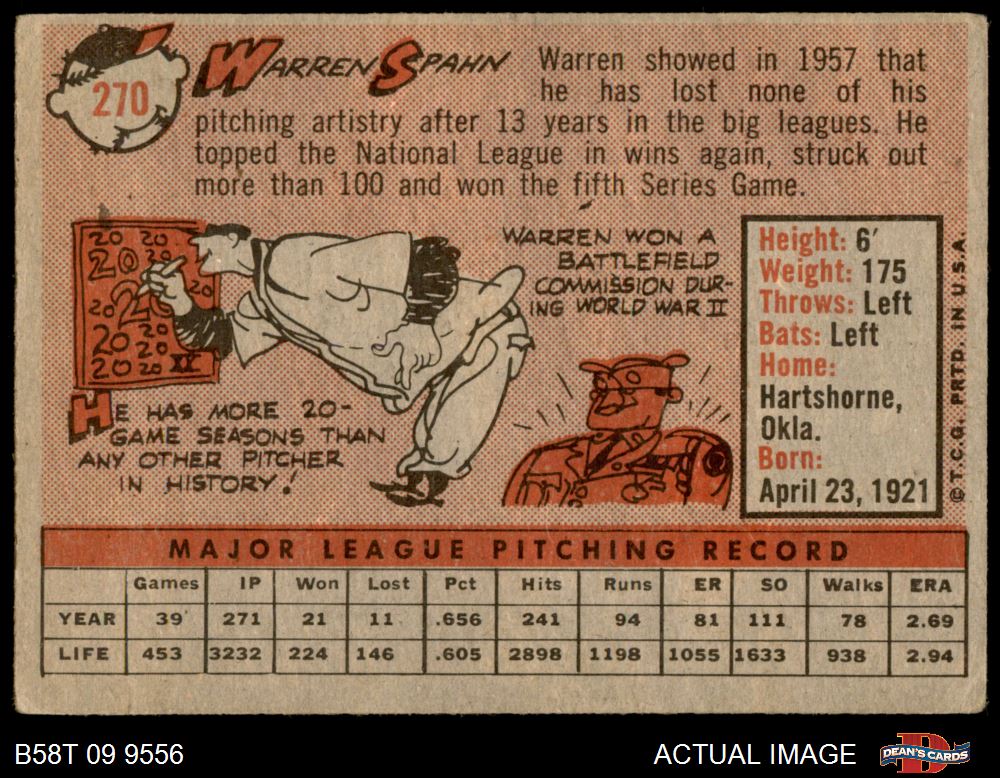 270
WARREN SPAHN
Warren showed in 1957 that
he has lost none of his
pitching artistry after 13 years in the big leagues. He
topped the National League in wins again, struck out
more than 100 and won the fifth Series Game.
20 20
20 20
20 20 20
20 20
20 20 XX
WARREN WON A
BATTLEFIELD
COMMISSION DUR-
ING WORLD WAR II
HE HAS MORE 20-
GAME SEASONS THAN
ANY OTHER PITCHER
IN HISTORY!
Height: 6'
Weight: 175
Throws: Left
Bats: Left
Home:
Hartshorne,
Okla.
Born:
April 23, 1921
© T.C.G. PRTD. IN U.S.A.
MAJOR LEAGUE PITCHING RECORD
Games IP Won Lost Pct Hits Runs ER SO Walks ERA
YEAR 39 271 21 11 .656 241 94 81 111 78 2.69
LIFE 453 3232 224 146 .605 2898 1198 1055 1633 938 2.94
B58T 09 9556
ACTUAL IMAGE
DEAN'S CARDS